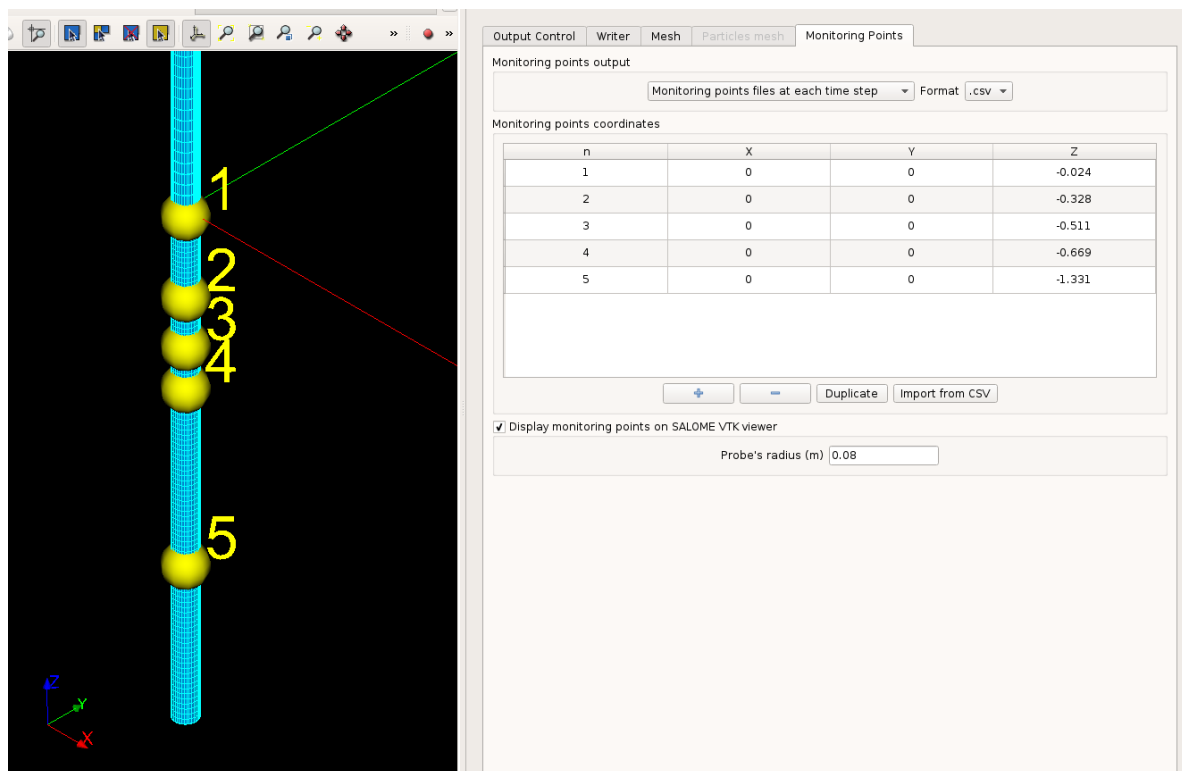 » »
1
2
3
4
5
Z
Y
X
Output Control Writer Mesh Particles mesh Monitoring Points
Monitoring points output
Monitoring points files at each time step Format .csv
Monitoring points coordinates
n X Y Z
1 0 0 -0.024
2 0 0 -0.328
3 0 0 -0.511
4 0 0 -0.669
5 0 0 -1.331
Duplicate Import from CSV
Display monitoring points on SALOME VTK viewer
Probe's radius (m) 0.08